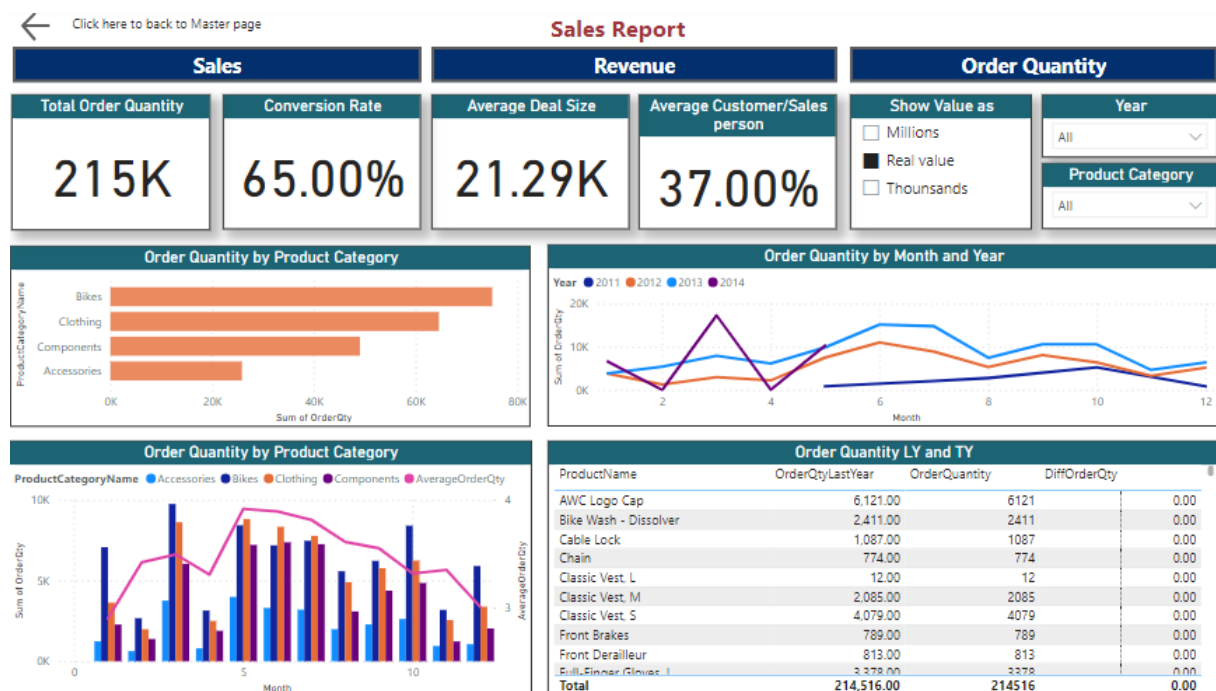 Click here to back to Master page
Sales Report
Sales
Revenue
Order Quantity
Total Order Quantity
215K
Conversion Rate
65.00%
Average Deal Size
21.29K
Average Customer/Sales
person
37.00%
Show Value as
Millions
Real value
Thounsands
Year
All
Product Category
All
Order Quantity by Product Category
ProductCategoryName
Bikes
Clothing
Components
Accessories
0K 20K 40K 60K 80K
Sum of OrderQty
Order Quantity by Month and Year
Year 2011 2012 2013 2014
Sum of OrderQty
20K
10K
0K
2 4 6 8 10 12
Month
Order Quantity by Product Category
ProductCategoryName Accessories Bikes Clothing Components AverageOrderQty
Sum of OrderQty
10K
5K
0K
4
3
AverageOrderQty
0 5 10
Month
Order Quantity LY and TY
ProductName OrderQtyLastYear OrderQuantity DiffOrderQty
AWC Logo Cap 6,121.00 6121 0.00
Bike Wash - Dissolver 2,411.00 2411 0.00
Cable Lock 1,087.00 1087 0.00
Chain 774.00 774 0.00
Classic Vest, L 12.00 12 0.00
Classic Vest, M 2,085.00 2085 0.00
Classic Vest, S 4,079.00 4079 0.00
Front Brakes 789.00 789 0.00
Front Derailleur 813.00 813 0.00
Full-Finger Gloves, L 3,378.00 3378 0.00
Total 214,516.00 214516 0.00